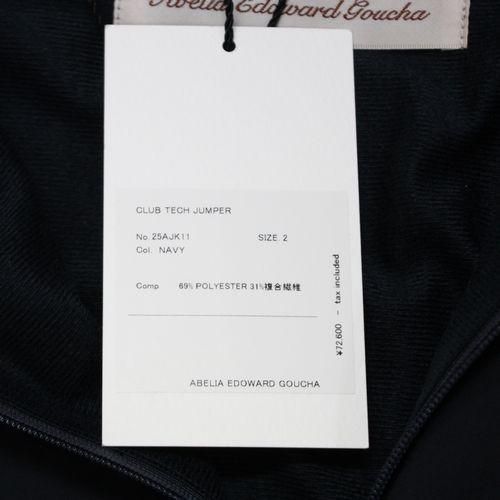 Abelia Edoward Goucha
CLUB TECH JUMPER
No. 25AJK11 SIZE. 2
Col. NAVY
Comp 69% POLYESTER 31%複合繊維
¥72,600 - tax included
ABELIA EDOWARD GOUCHA